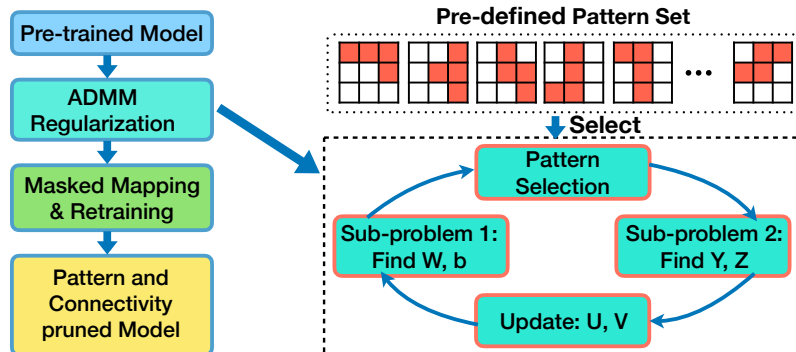 Pre-trained Model
ADMM
Regularization
Masked Mapping
& Retraining
Pattern and
Connectivity
pruned Model
Pre-defined Pattern Set
...
Select
Pattern
Selection
Sub-problem 1:
Find W, b
Sub-problem 2:
Find Y, Z
Update: U, V